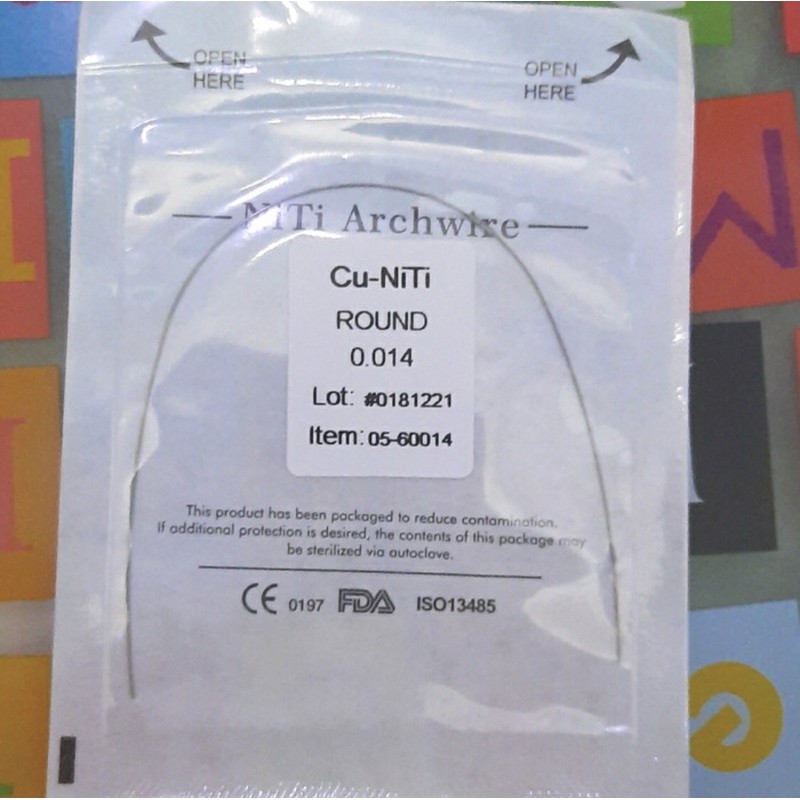 OPEN
HERE
OPEN
HERE
NiTi Archwire
Cu-NiTi
ROUND
0.014
Lot: #0181221
Item: 05-60014
This product has been packaged to reduce contamination.
If additional protection is desired, the contents of this package may
be sterilized via autoclave.
CE 0197 FDA ISO13485